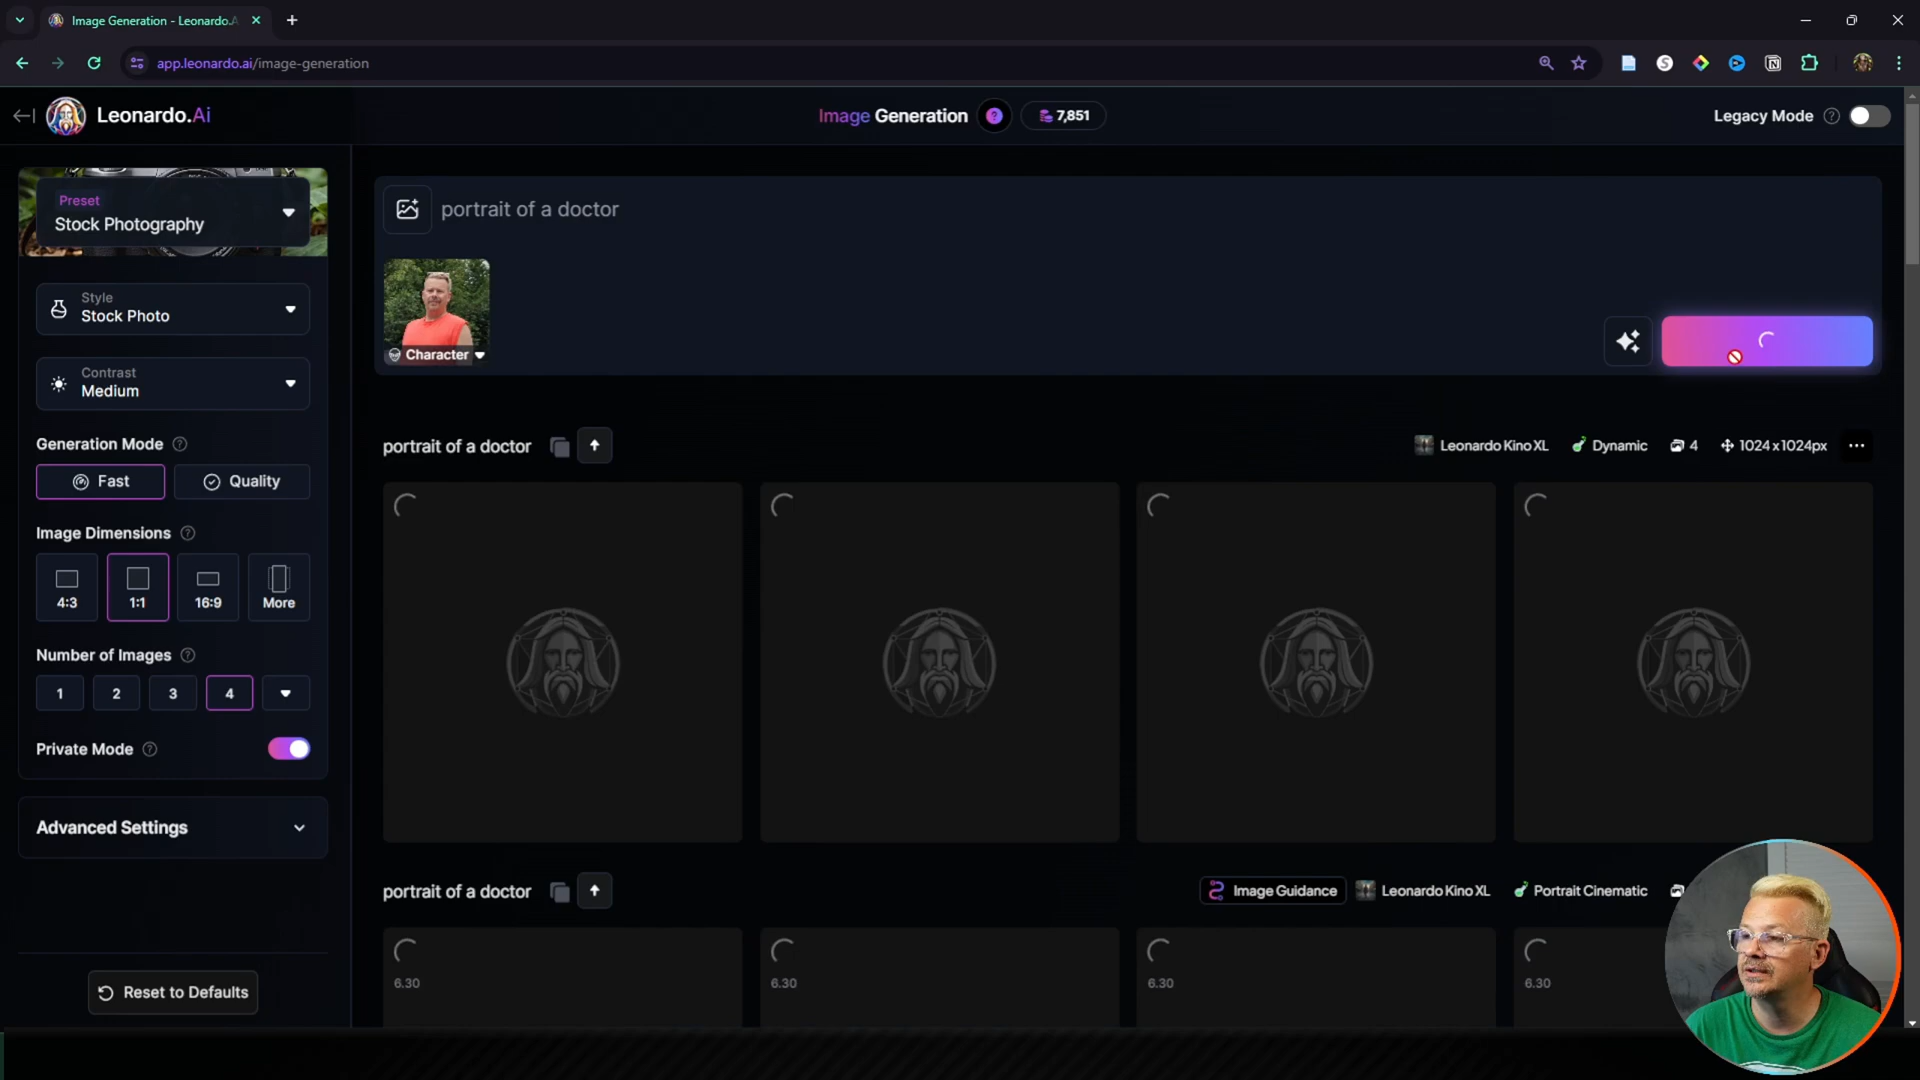 Image Generation - Leonardo.A
app.leonardo.ai/image-generation
Leonardo.Ai
Image Generation
7,851
Legacy Mode
Preset
Stock Photography
portrait of a doctor
Style
Stock Photo
Character
Contrast
Medium
portrait of a doctor
Leonardo Kino XL
Dynamic
4
1024x1024px
Generation Mode
Fast
Quality
Image Dimensions
4:3
1:1
16:9
More
Number of Images
1
2
3
4
Private Mode
Advanced Settings
portrait of a doctor
Image Guidance
Leonardo Kino XL
Portrait Cinematic
6.30
6.30
6.30
6.30
Reset to Defaults